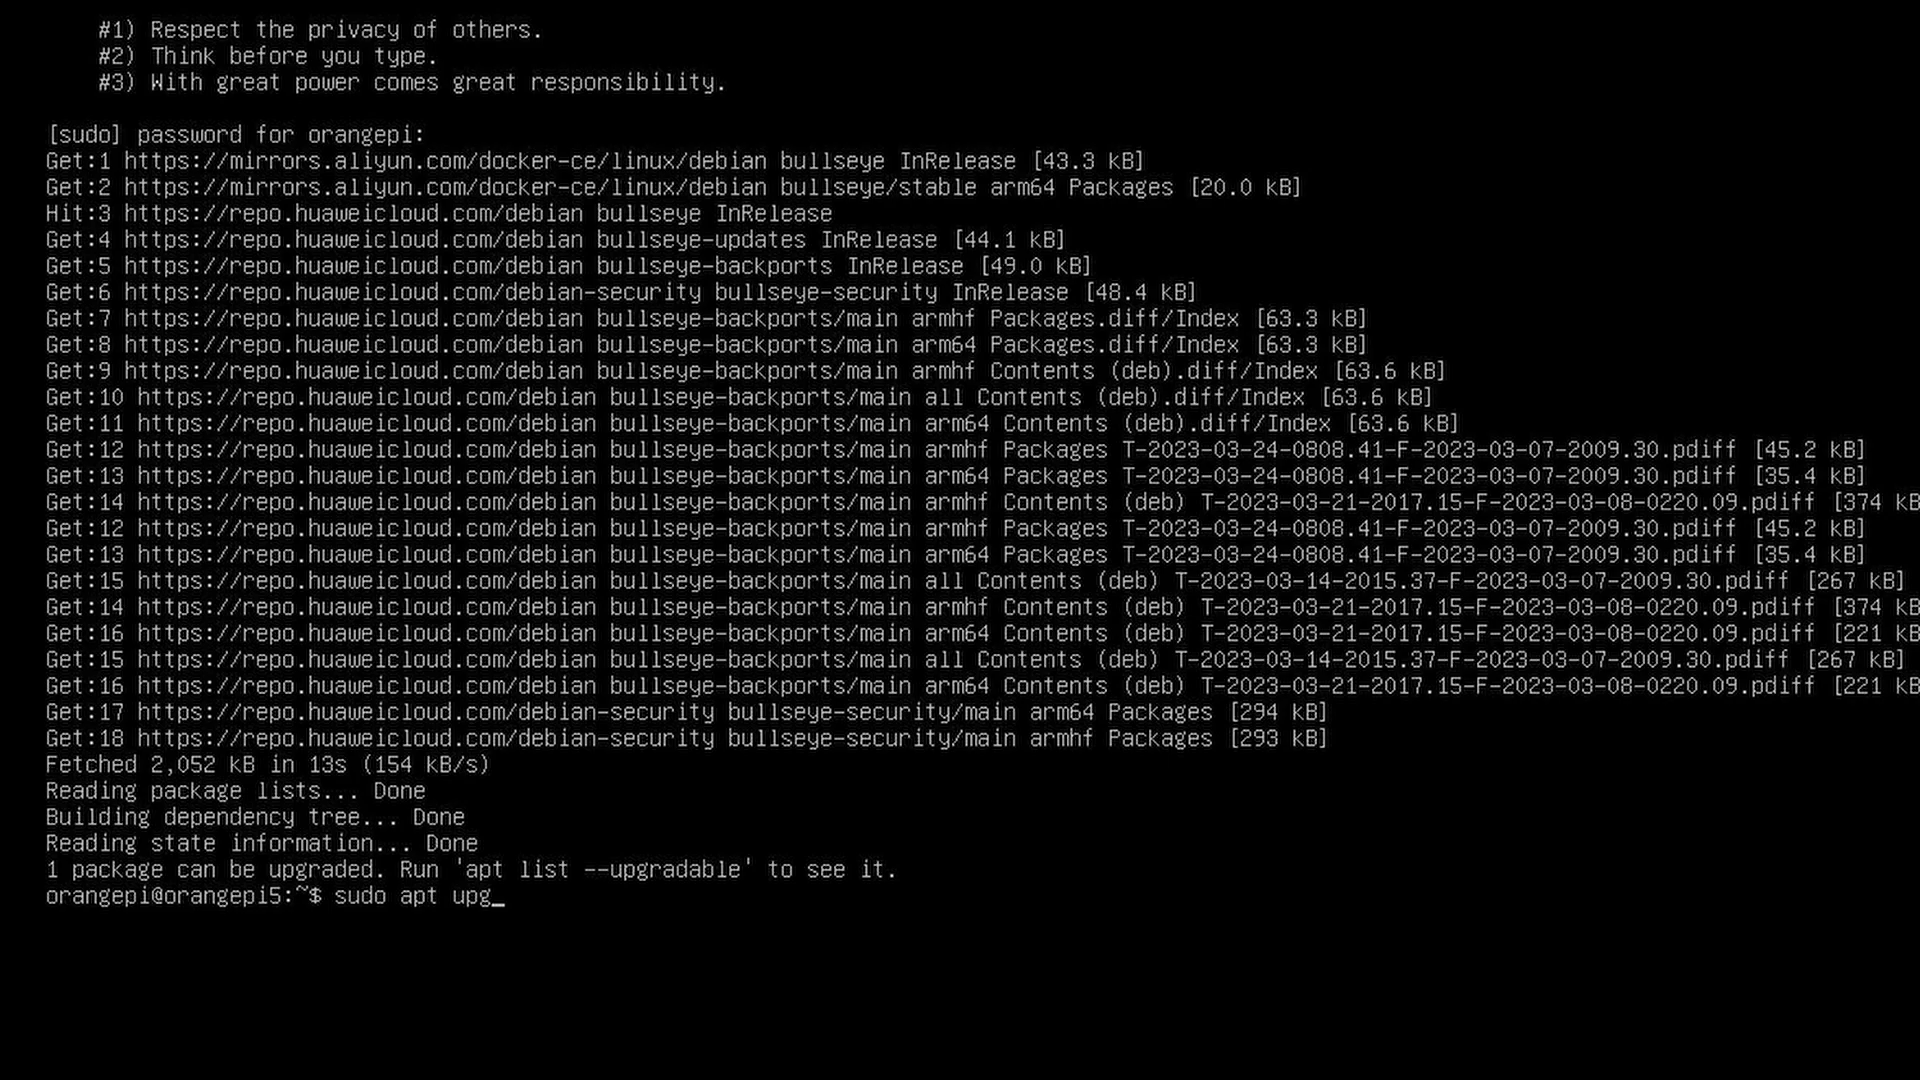 #1) Respect the privacy of others.
#2) Think before you type.
#3) With great power comes great responsibility.
[sudo] password for orangepi:
Get:1 https://mirrors.aliyun.com/docker-ce/linux/debian bullseye InRelease [43.3 kB]
Get:2 https://mirrors.aliyun.com/docker-ce/linux/debian bullseye/stable arm64 Packages [20.0 kB]
Hit:3 https://repo.huaweicloud.com/debian bullseye InRelease
Get:4 https://repo.huaweicloud.com/debian bullseye-updates InRelease [44.1 kB]
Get:5 https://repo.huaweicloud.com/debian bullseye-backports InRelease [49.0 kB]
Get:6 https://repo.huaweicloud.com/debian-security bullseye-security InRelease [48.4 kB]
Get:7 https://repo.huaweicloud.com/debian bullseye-backports/main armhf Packages.diff/Index [63.3 kB]
Get:8 https://repo.huaweicloud.com/debian bullseye-backports/main arm64 Packages.diff/Index [63.3 kB]
Get:9 https://repo.huaweicloud.com/debian bullseye-backports/main armhf Contents (deb).diff/Index [63.6 kB]
Get:10 https://repo.huaweicloud.com/debian bullseye-backports/main all Contents (deb).diff/Index [63.6 kB]
Get:11 https://repo.huaweicloud.com/debian bullseye-backports/main arm64 Contents (deb).diff/Index [63.6 kB]
Get:12 https://repo.huaweicloud.com/debian bullseye-backports/main armhf Packages T-2023-03-24-0808.41-F-2023-03-07-2009.30.pdiff [45.2 kB]
Get:13 https://repo.huaweicloud.com/debian bullseye-backports/main arm64 Packages T-2023-03-24-0808.41-F-2023-03-07-2009.30.pdiff [35.4 kB]
Get:14 https://repo.huaweicloud.com/debian bullseye-backports/main armhf Contents (deb) T-2023-03-21-2017.15-F-2023-03-08-0220.09.pdiff [374 kB
Get:12 https://repo.huaweicloud.com/debian bullseye-backports/main armhf Packages T-2023-03-24-0808.41-F-2023-03-07-2009.30.pdiff [45.2 kB]
Get:13 https://repo.huaweicloud.com/debian bullseye-backports/main arm64 Packages T-2023-03-24-0808.41-F-2023-03-07-2009.30.pdiff [35.4 kB]
Get:15 https://repo.huaweicloud.com/debian bullseye-backports/main all Contents (deb) T-2023-03-14-2015.37-F-2023-03-07-2009.30.pdiff [267 kB]
Get:14 https://repo.huaweicloud.com/debian bullseye-backports/main armhf Contents (deb) T-2023-03-21-2017.15-F-2023-03-08-0220.09.pdiff [374 kB
Get:16 https://repo.huaweicloud.com/debian bullseye-backports/main arm64 Contents (deb) T-2023-03-21-2017.15-F-2023-03-08-0220.09.pdiff [221 kB
Get:15 https://repo.huaweicloud.com/debian bullseye-backports/main all Contents (deb) T-2023-03-14-2015.37-F-2023-03-07-2009.30.pdiff [267 kB]
Get:16 https://repo.huaweicloud.com/debian bullseye-backports/main arm64 Contents (deb) T-2023-03-21-2017.15-F-2023-03-08-0220.09.pdiff [221 kB
Get:17 https://repo.huaweicloud.com/debian-security bullseye-security/main arm64 Packages [294 kB]
Get:18 https://repo.huaweicloud.com/debian-security bullseye-security/main armhf Packages [293 kB]
Fetched 2,052 kB in 13s (154 kB/s)
Reading package lists... Done
Building dependency tree... Done
Reading state information... Done
1 package can be upgraded. Run 'apt list --upgradable' to see it.
orangepi@orangepi5:~$ sudo apt upg_